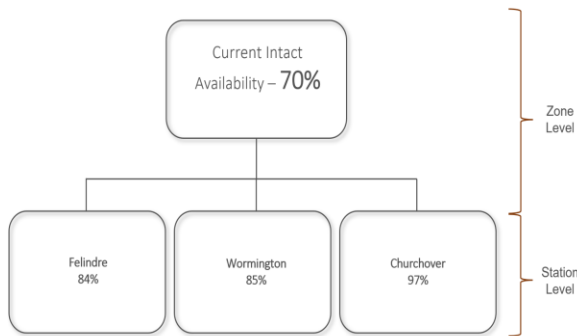 Current Intact
Availability – 70%
Zone
Level
Felindre
84%
Wormington
85%
Churchover
97%
Station
Level